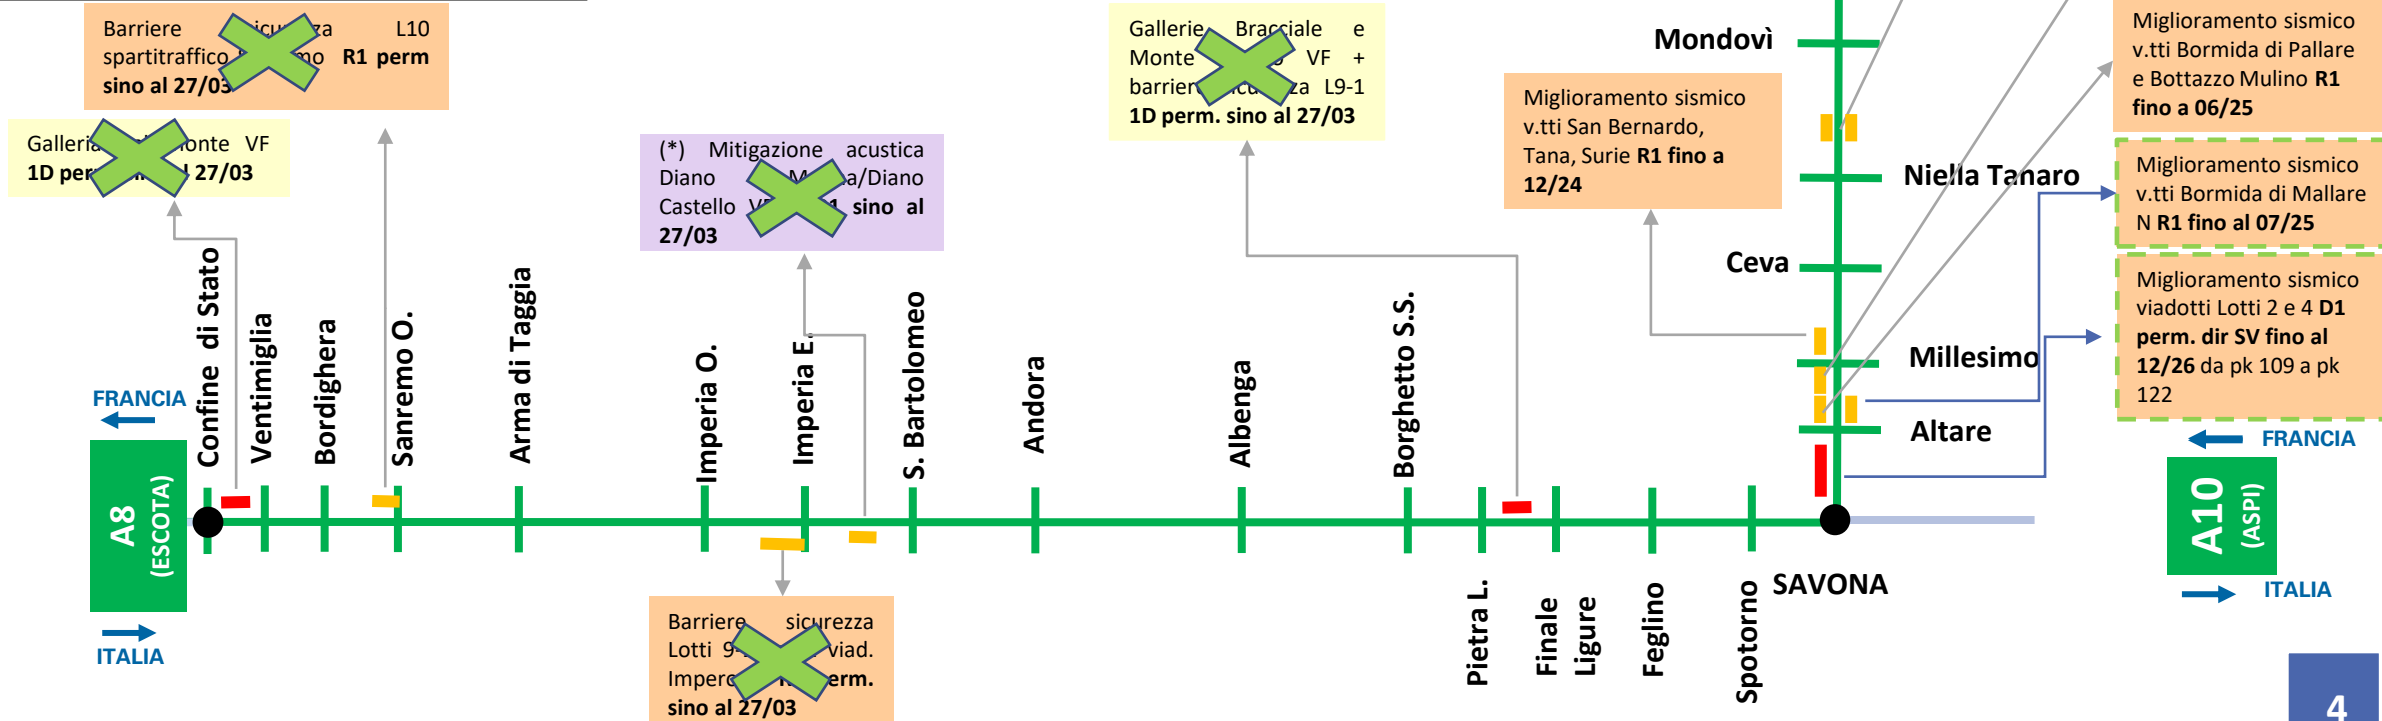 Barriere L10
spartitraffico R1 perm
sino al 27/03
Galleria VF
1D 27/03
(*) Mitigazione acustica
Diano
Castello sino al
27/03
Gallerie Bracciale e
Monte VF +
barriere L9-1
1D perm. sino al 27/03
Miglioramento sismico
v.tti San Bernardo,
Tana, Surie R1 fino a
12/24
Mondovì
Niella Tanaro
Ceva
Millesimo
Altare
Miglioramento sismico
v.tti Bormida di Pallare
e Bottazzo Mulino R1
fino a 06/25
Miglioramento sismico
v.tti Bormida di Mallare
N R1 fino al 07/25
Miglioramento sismico
viadotti Lotti 2 e 4 D1
perm. dir SV fino al
12/26 da pk 109 a pk
122
FRANCIA
A8
(ESCOTA)
ITALIA
Confine di Stato
Ventimiglia
Bordighera
Sanremo O.
Arma di Taggia
Imperia O.
Imperia E.
S. Bartolomeo
Andora
Albenga
Borghetto S.S.
Pietra L.
Finale
Ligure
Feglino
Spotorno
SAVONA
FRANCIA
A10
(ASPI)
ITALIA
Barriere sicurezza
Lotti viad.
sino al 27/03
4